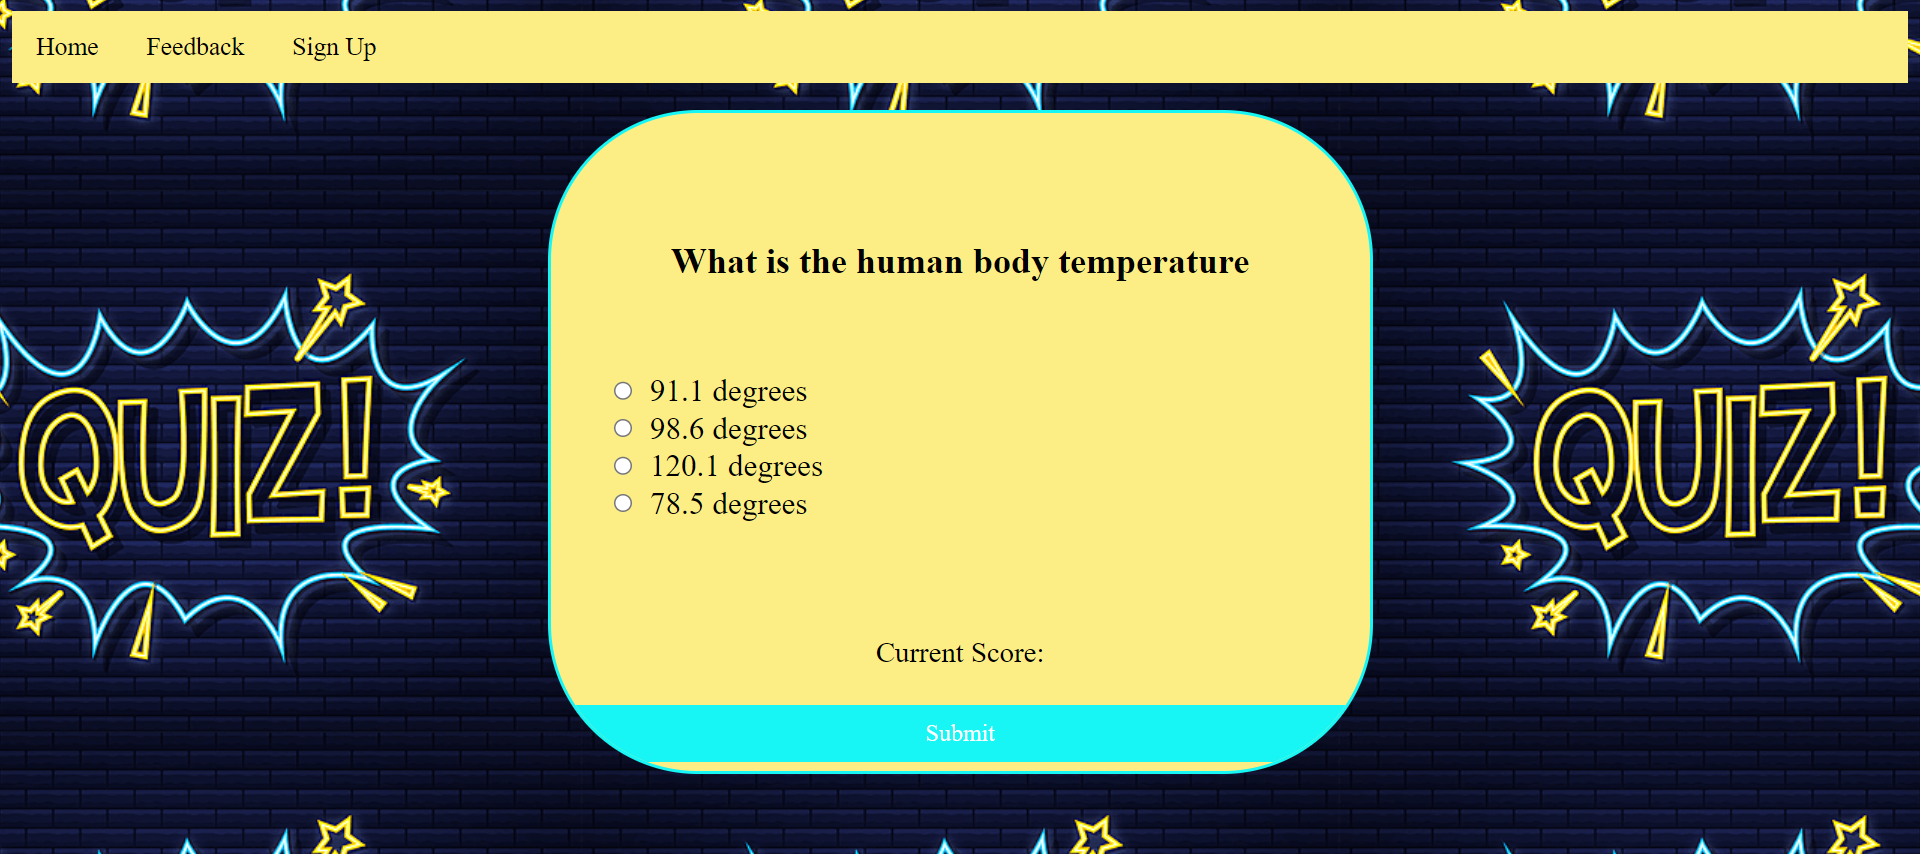 Home Feedback Sign Up
What is the human body temperature
91.1 degrees
98.6 degrees
120.1 degrees
78.5 degrees
Current Score:
Submit
QUIZ!
QUIZ!